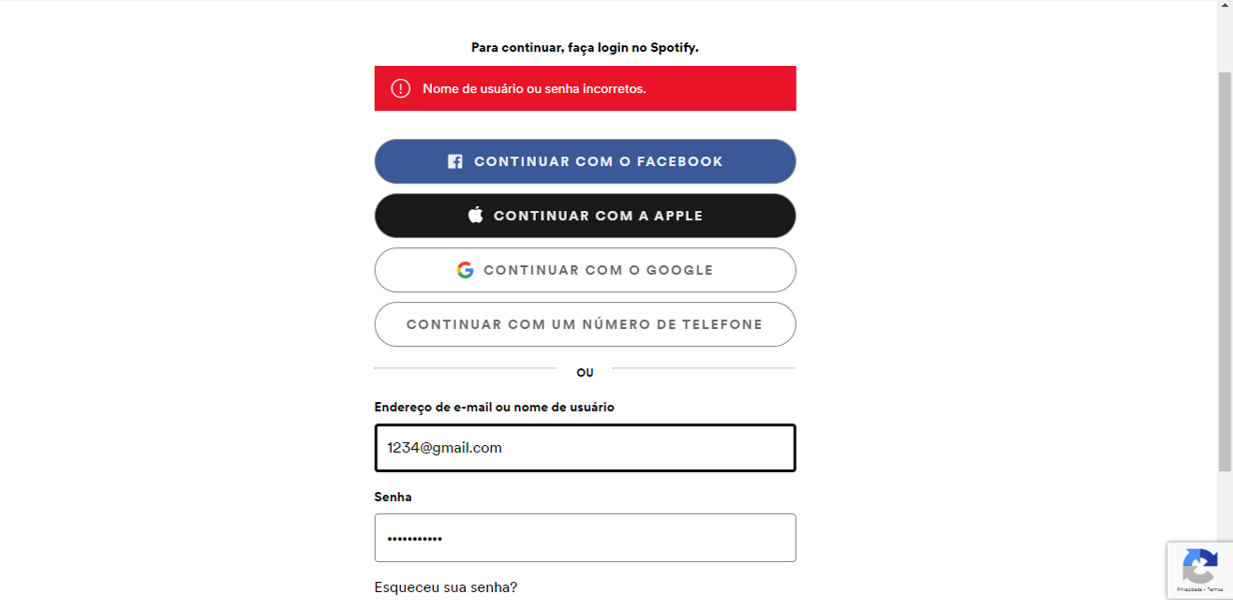 Para continuar, faça login no Spotify.
Nome de usuário ou senha incorretos.
CONTINUAR COM O FACEBOOK
CONTINUAR COM A APPLE
CONTINUAR COM O GOOGLE
CONTINUAR COM UM NÚMERO DE TELEFONE
OU
Endereço de e-mail ou nome de usuário
1234@gmail.com
Senha
•••••••••••
Esqueceu sua senha?
Privacidade - Termos